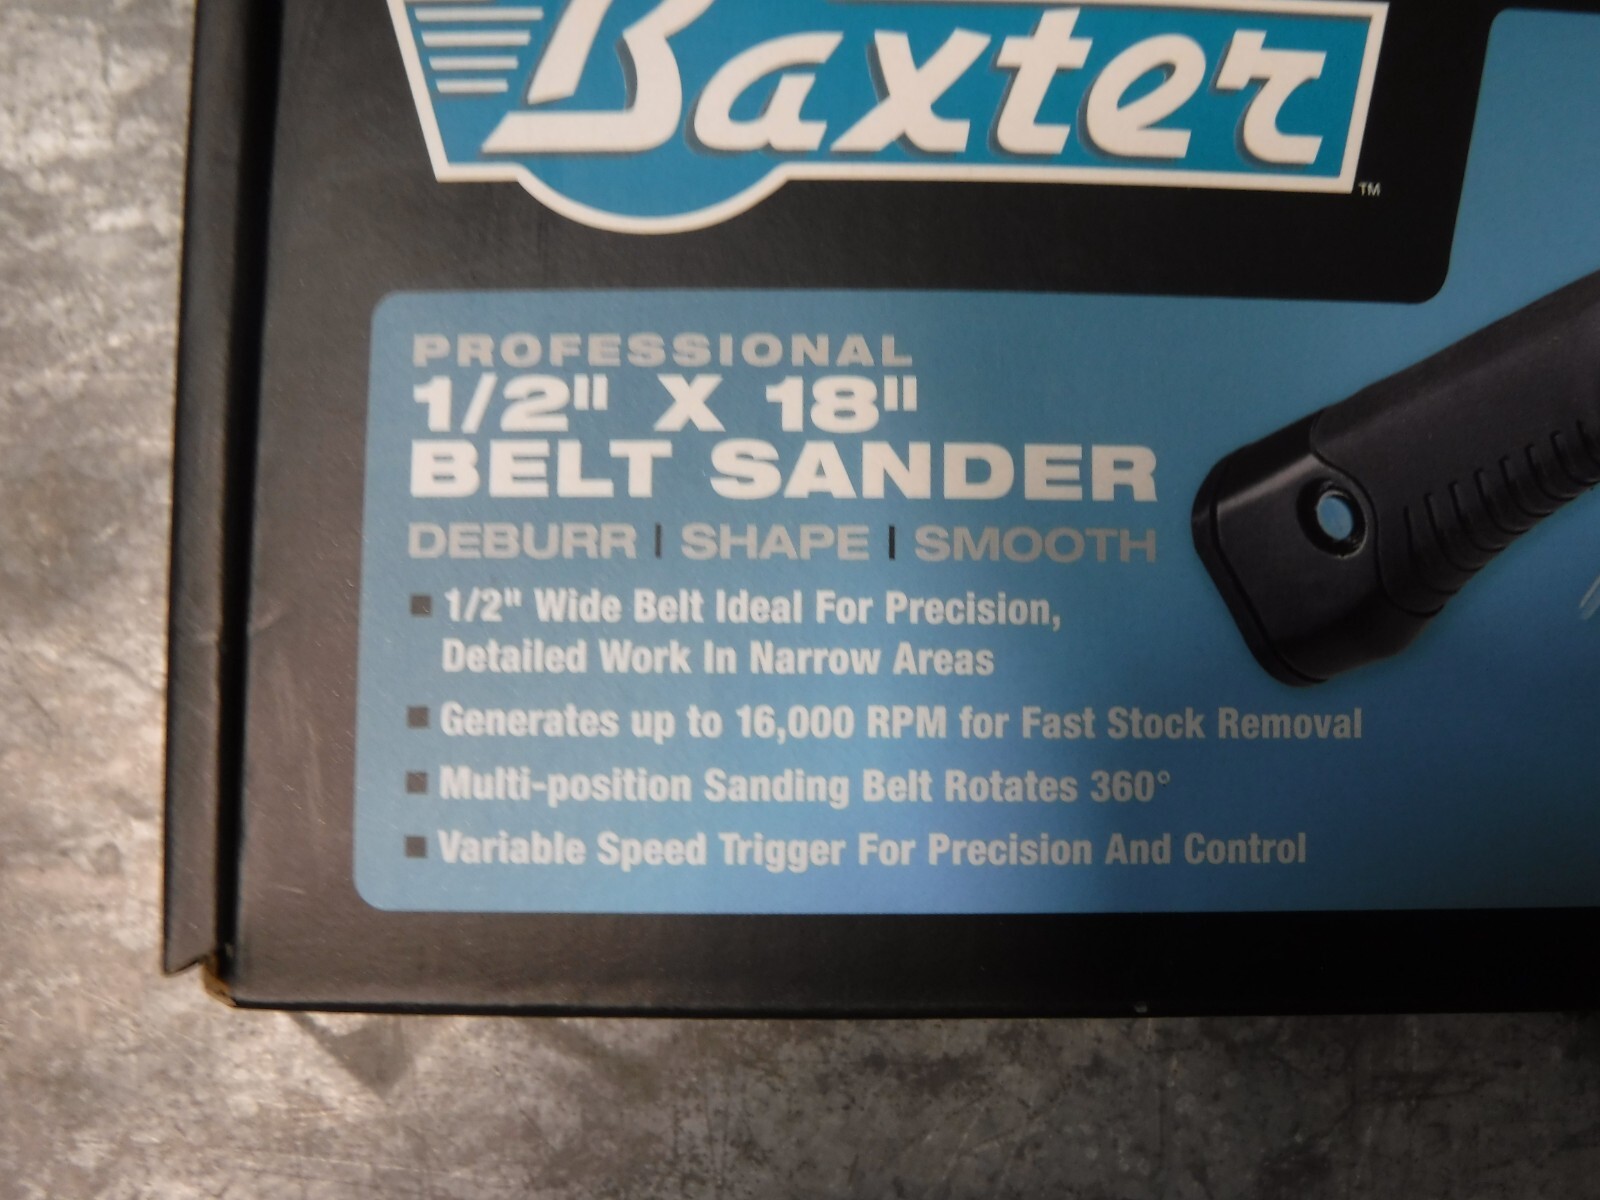 Baxter™
PROFESSIONAL
1/2" X 18"
BELT SANDER
DEBURR | SHAPE | SMOOTH
■ 1/2" Wide Belt Ideal For Precision,
Detailed Work In Narrow Areas
■ Generates up to 16,000 RPM for Fast Stock Removal
■ Multi-position Sanding Belt Rotates 360°
■ Variable Speed Trigger For Precision And Control